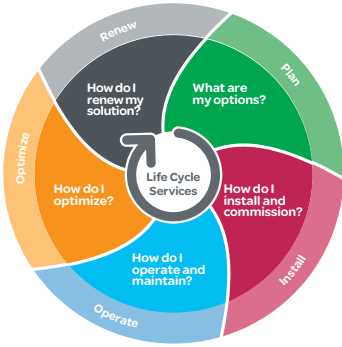 Renew
How do I
renew my
solution?
Plan
What are
my options?
Optimize
How do I
optimize?
Life Cycle
Services
How do I
install and
commission?
Install
How do I
operate and
maintain?
Operate